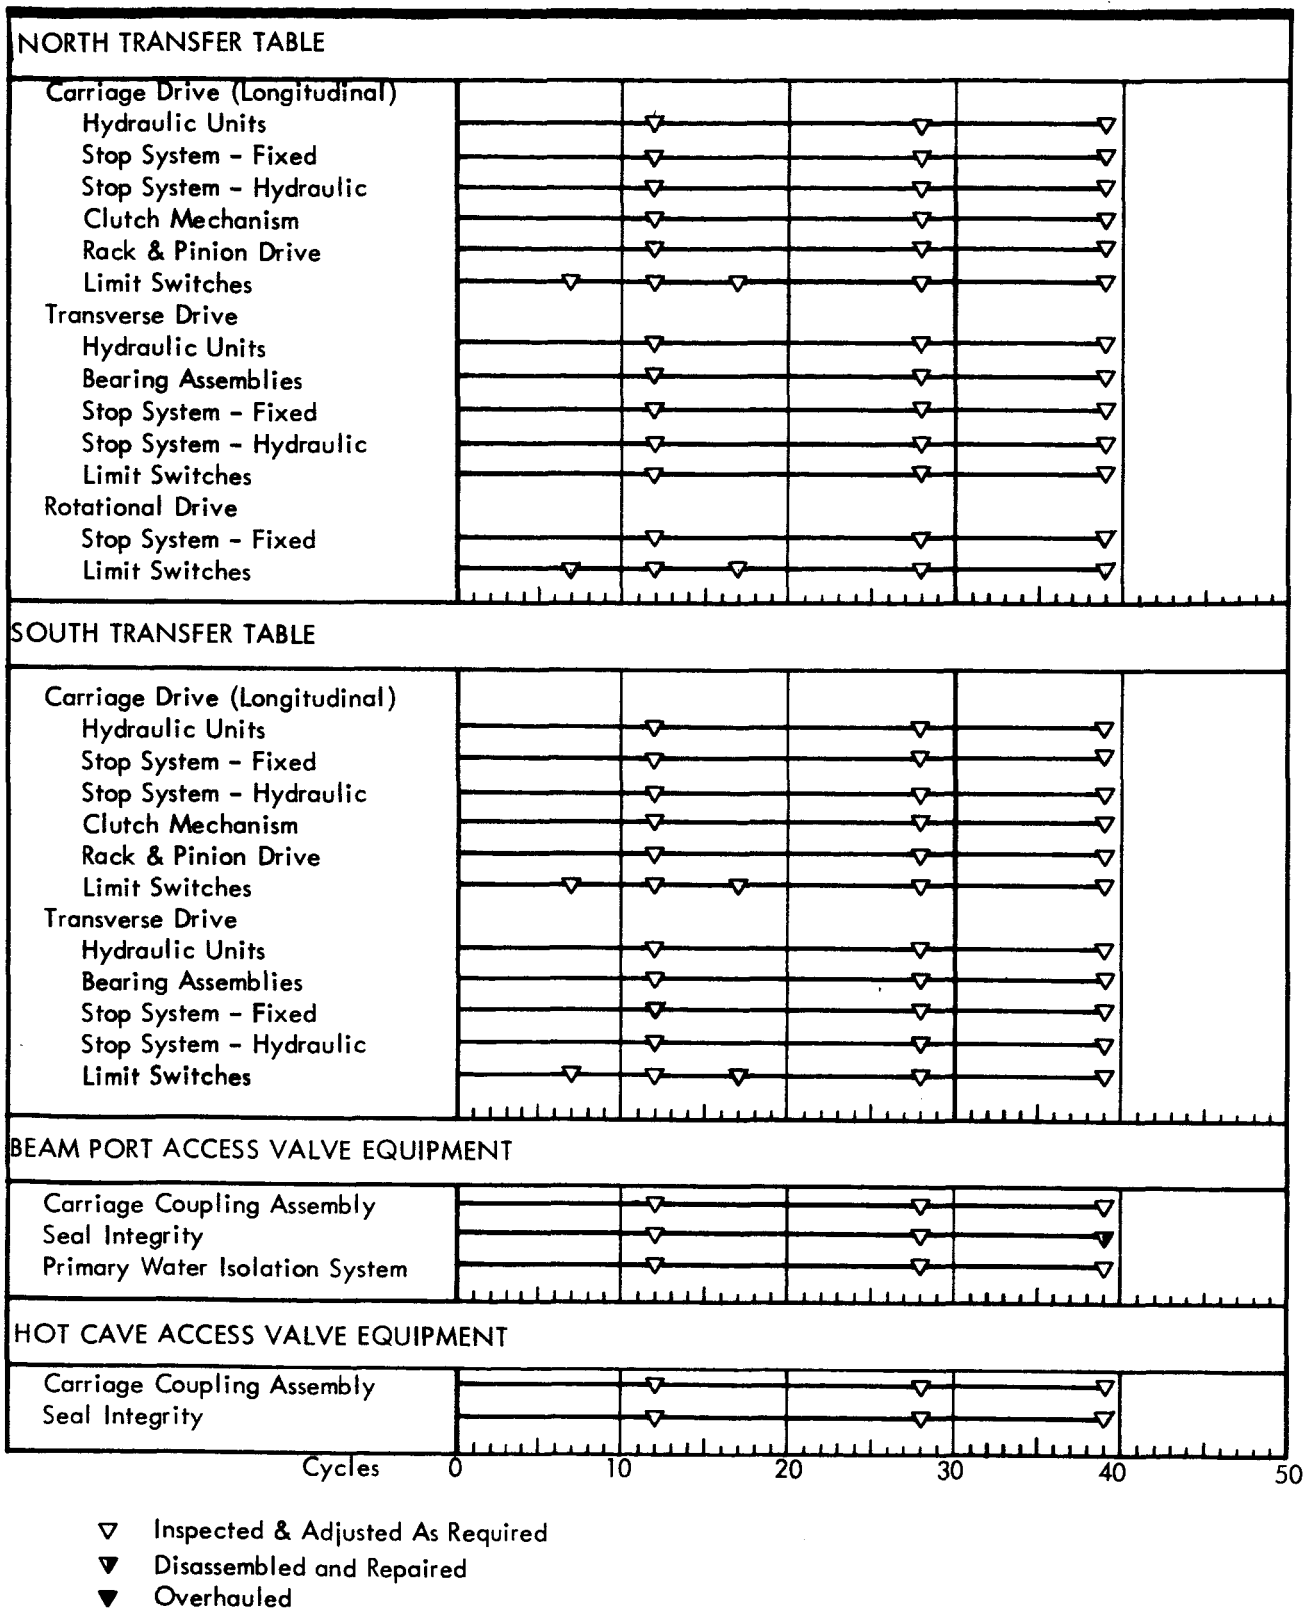 NORTH TRANSFER TABLE
Carriage Drive (Longitudinal)
Hydraulic Units
Stop System - Fixed
Stop System - Hydraulic
Clutch Mechanism
Rack & Pinion Drive
Limit Switches
Transverse Drive
Hydraulic Units
Bearing Assemblies
Stop System - Fixed
Stop System - Hydraulic
Limit Switches
Rotational Drive
Stop System - Fixed
Limit Switches
SOUTH TRANSFER TABLE
Carriage Drive (Longitudinal)
Hydraulic Units
Stop System - Fixed
Stop System - Hydraulic
Clutch Mechanism
Rack & Pinion Drive
Limit Switches
Transverse Drive
Hydraulic Units
Bearing Assemblies
Stop System - Fixed
Stop System - Hydraulic
Limit Switches
BEAM PORT ACCESS VALVE EQUIPMENT
Carriage Coupling Assembly
Seal Integrity
Primary Water Isolation System
HOT CAVE ACCESS VALVE EQUIPMENT
Carriage Coupling Assembly
Seal Integrity
Cycles 0 10 20 30 40 50
Inspected & Adjusted As Required
Disassembled and Repaired
Overhauled